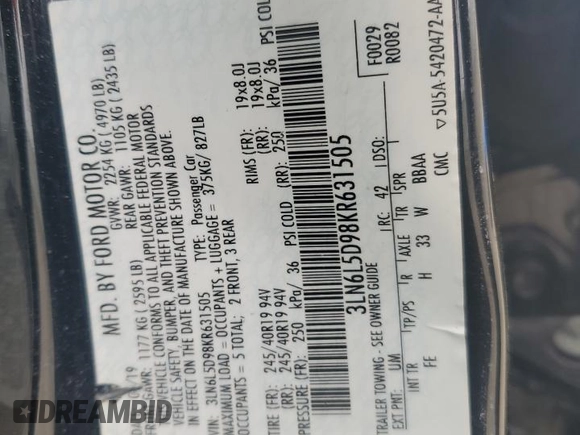 MFD. BY FORD MOTOR CO.
/19 GVWR: 2254 KG ( 4970 LB)
GAWR: 1177 KG ( 2595 LB) REAR GAWR: 1105 KG ( 2435 LB)
VEHICLE CONFORMS TO ALL APPLICABLE FEDERAL MOTOR
VEHICLE SAFETY, BUMPER, AND THEFT PREVENTION STANDARDS
IN EFFECT ON THE DATE OF MANUFACTURE SHOWN ABOVE.
VIN: 3LN6L5D98KR631505 TYPE: Passenger Car
MAXIMUM LOAD = OCCUPANTS + LUGGAGE = 375KG/ 827LB
OCCUPANTS = 5 TOTAL; 2 FRONT, 3 REAR
TIRE (FR): 245/40R19 94V RIMS (FR): 19x8.0J
(RR): 245/40R19 94V (RR): 19x8.0J
PRESSURE (FR): 250 kPa/ 36 PSI COLD (RR): 250 kPa/ 36 PSI COLD
3LN6L5D98KR631505
F0029
R0082
TRAILER TOWING - SEE OWNER GUIDE
EXT PNT: UM RC: 42 DSO:
INT TR TP/PS R AXLE TR SPR
FE H 33 W BBAA
CMC ▽5U5A-5420472-AA
DREAMBID